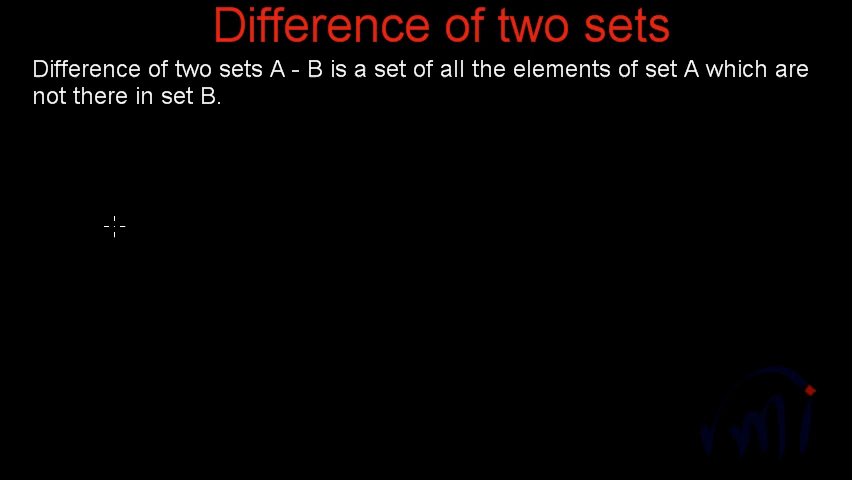 Difference of two sets
Difference of two sets A - B is a set of all the elements of set A which are
not there in set B.